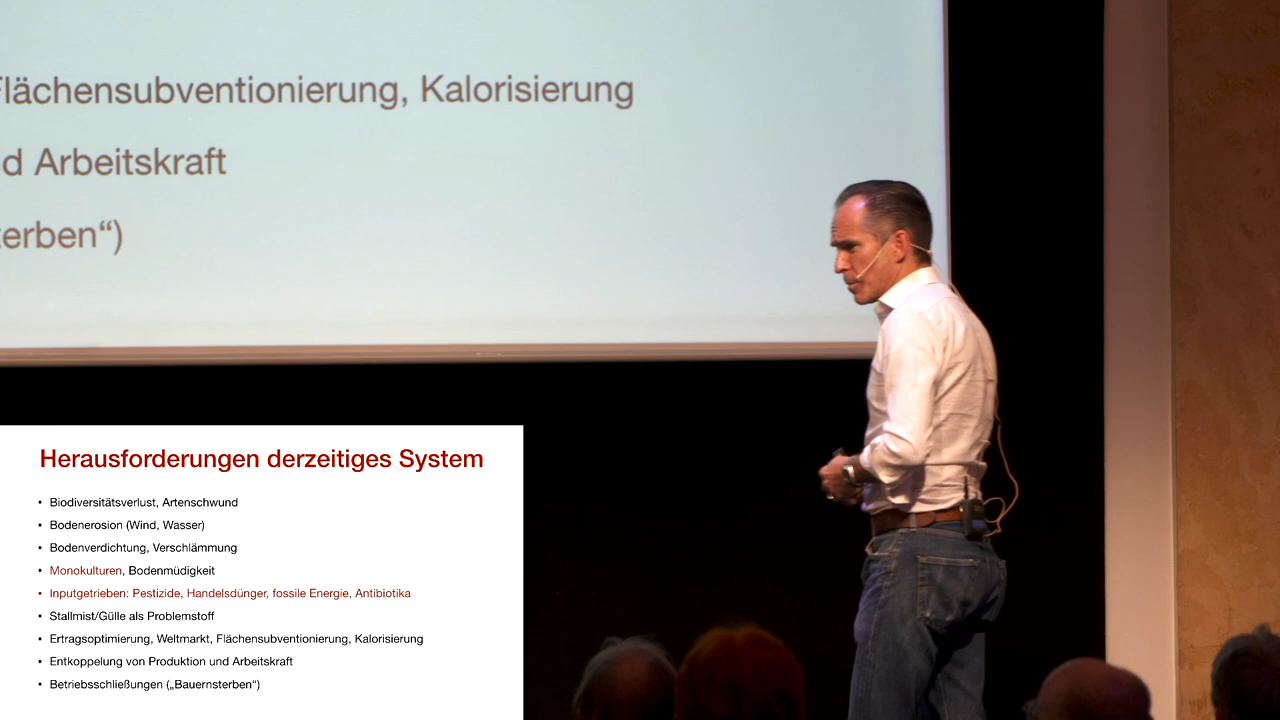 Flächensubventionierung, Kalorisierung
d Arbeitskraft
erben“)
Herausforderungen derzeitiges System
• Biodiversitätsverlust, Artenschwund
• Bodenerosion (Wind, Wasser)
• Bodenverdichtung, Verschlämmung
• Monokulturen, Bodenmüdigkeit
• Inputgetrieben: Pestizide, Handelsdünger, fossile Energie, Antibiotika
• Stallmist/Gülle als Problemstoff
• Ertragsoptimierung, Weltmarkt, Flächensubventionierung, Kalorisierung
• Entkoppelung von Produktion und Arbeitskraft
• Betriebsschließungen („Bauernsterben“)